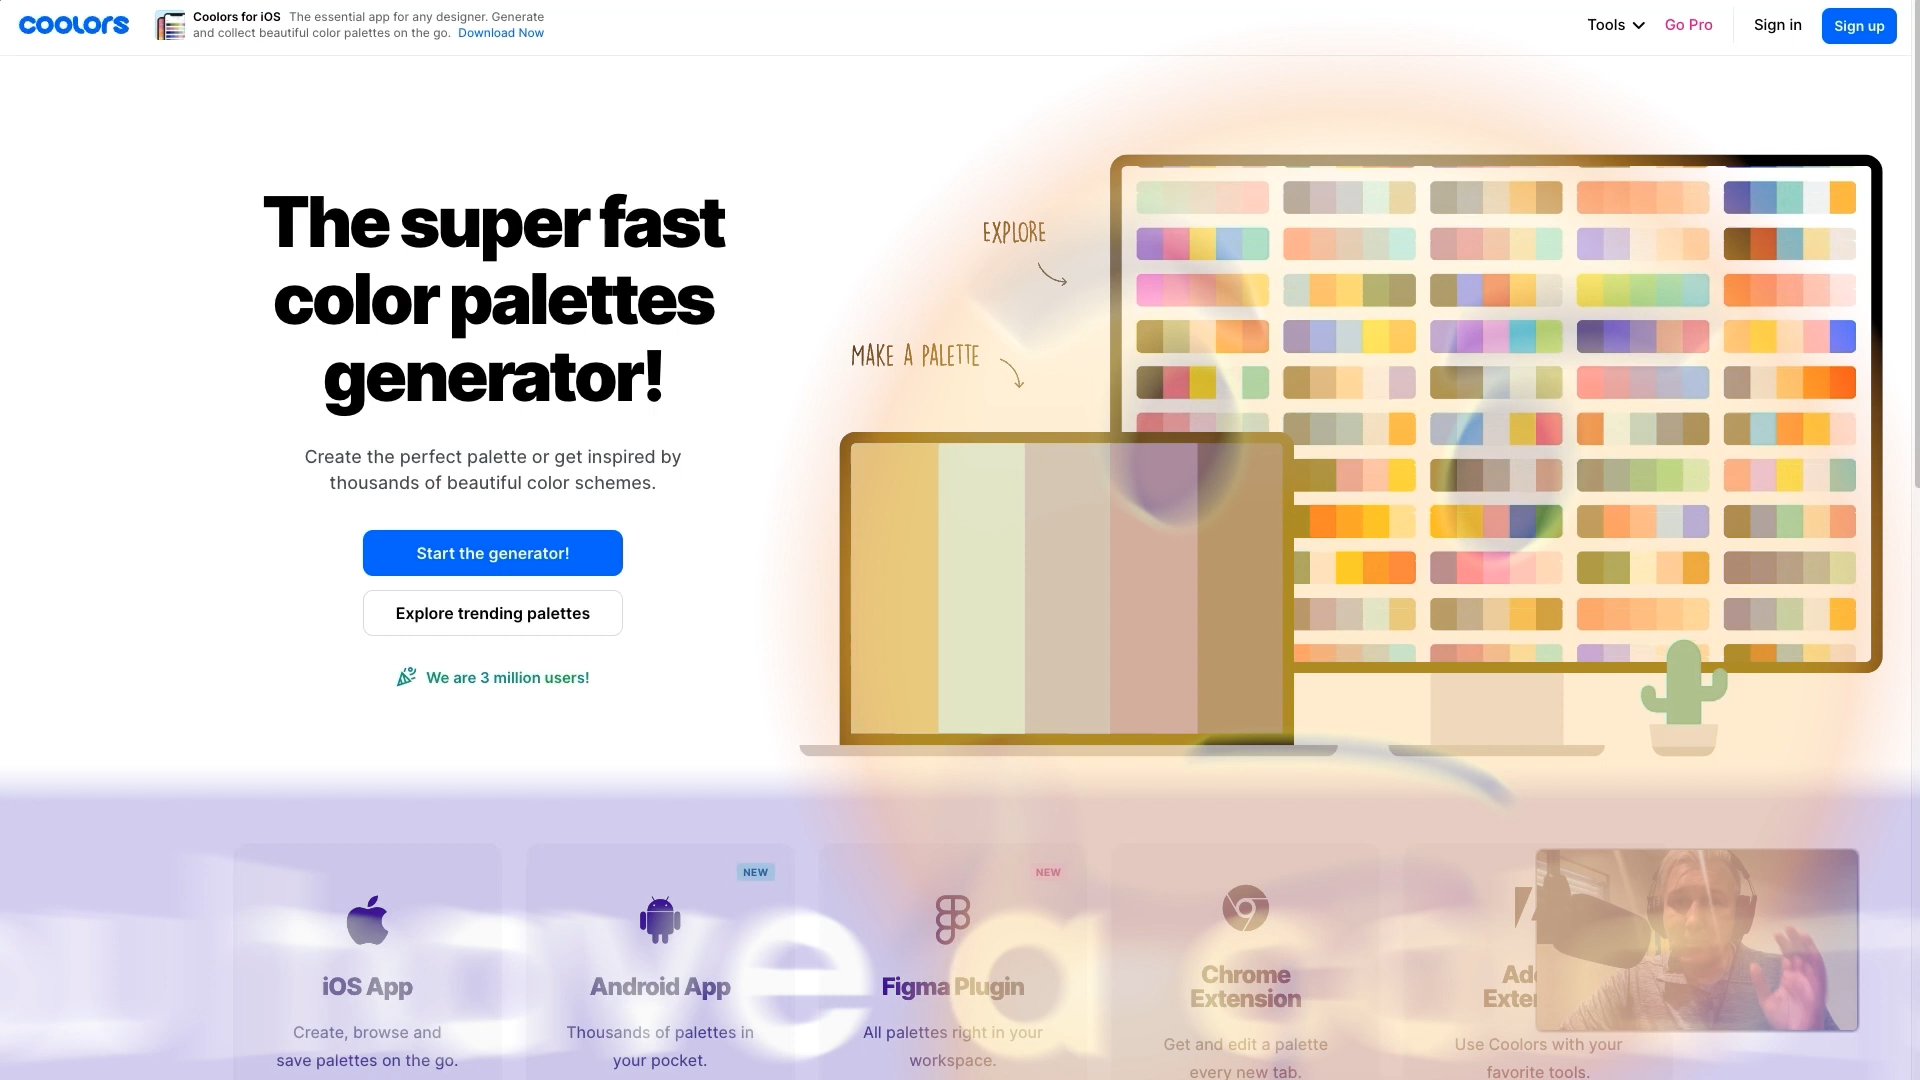 coolors
Coolors for iOS The essential app for any designer. Generate
and collect beautiful color palettes on the go. Download Now
Tools
Go Pro
Sign in
Sign up
The super fast
color palettes
generator!
Create the perfect palette or get inspired by
thousands of beautiful color schemes.
Start the generator!
Explore trending palettes
We are 3 million users!
EXPLORE
MAKE A PALETTE
NEW
NEW
iOS App
Create, browse and
save palettes on the go.
Android App
Thousands of palettes in
your pocket.
Figma Plugin
All palettes right in your
workspace.
Chrome
Extension
Get and edit a palette
every new tab.
Use Coolors with your
favorite tools.
ave a